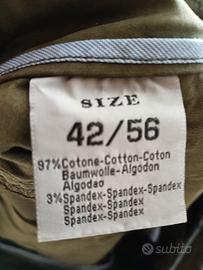 SIZE
42/56
97%Cotone-Cotton-Coton
Baumwolle-Algodon
Algodao
3%Spandex-Spandex-Spandex
Spandex-Spandex
Spandex-Spandex
subito